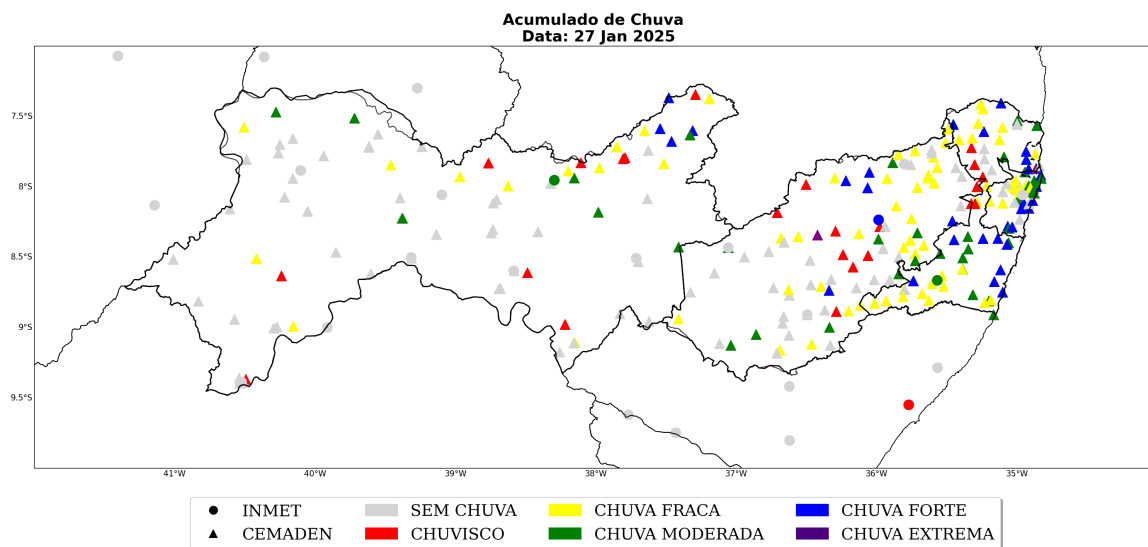 Acumulado de Chuva
Data: 27 Jan 2025
7.5°S
8°S
8.5°S
9°S
9.5°S
41°W 40°W 39°W 38°W 37°W 36°W 35°W
INMET SEM CHUVA CHUVA FRACA CHUVA FORTE
CEMADEN CHUVISCO CHUVA MODERADA CHUVA EXTREMA